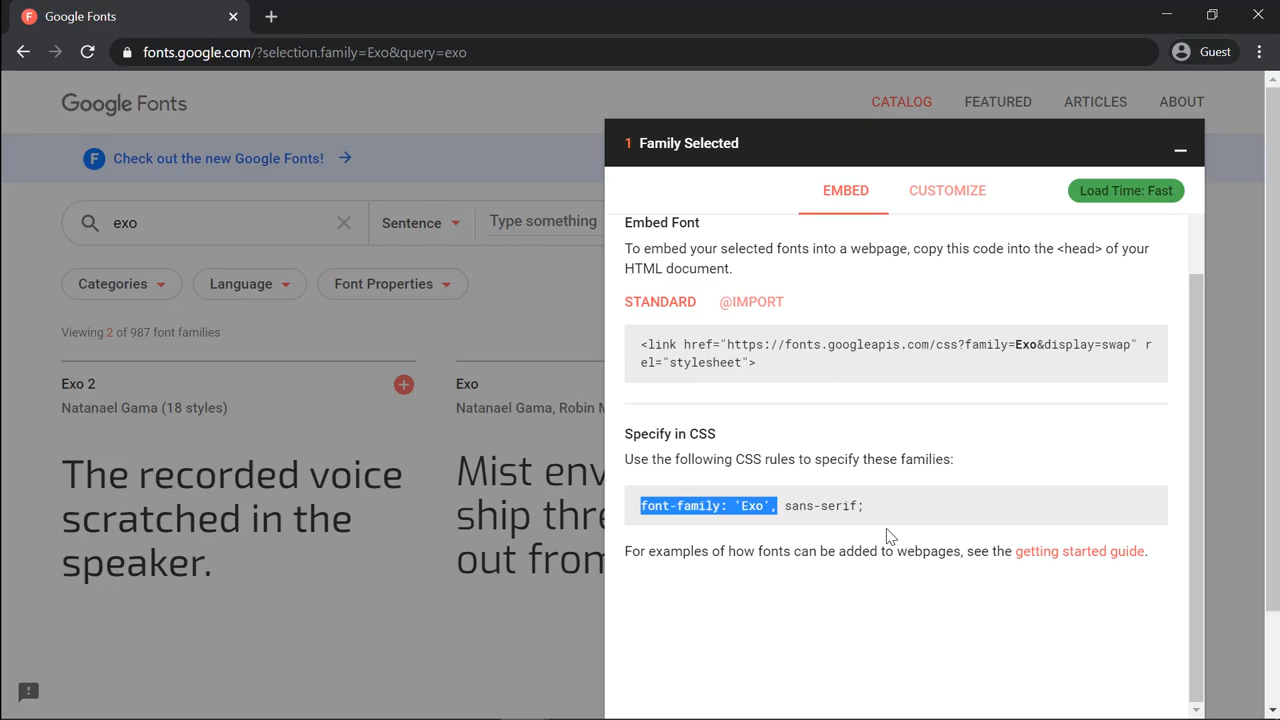 Google Fonts
fonts.google.com/?selection.family=Exo&query=exo
Guest
Google Fonts
CATALOG
FEATURED
ARTICLES
ABOUT
F
Check out the new Google Fonts!
exo
Sentence
Type something
Categories
Language
Font Properties
Viewing 2 of 987 font families
Exo 2
Natanael Gama (18 styles)
The recorded voice
scratched in the
speaker.
Exo
Natanael Gama, Robin M
Mist env
ship thre
out from
1 Family Selected
EMBED
CUSTOMIZE
Load Time: Fast
Embed Font
To embed your selected fonts into a webpage, copy this code into the <head> of your
HTML document.
STANDARD
@IMPORT
<link href="https://fonts.googleapis.com/css?family=Exo&display=swap" r
el="stylesheet">
Specify in CSS
Use the following CSS rules to specify these families:
font-family: 'Exo', sans-serif;
For examples of how fonts can be added to webpages, see the getting started guide.